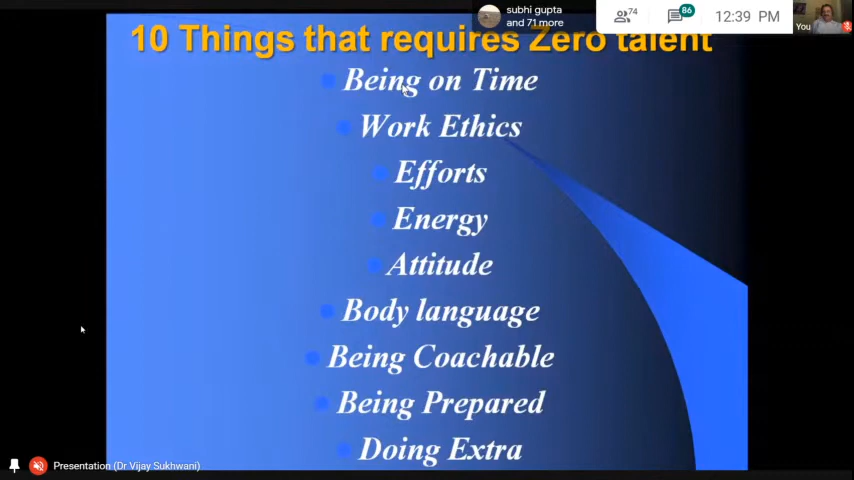 subhi gupta
and 71 more
74
86
12:39 PM
You
10 Things that requires Zero talent
Being on Time
Work Ethics
Efforts
Energy
Attitude
Body language
Being Coachable
Being Prepared
Doing Extra
Presentation (Dr Vijay Sukhwani)